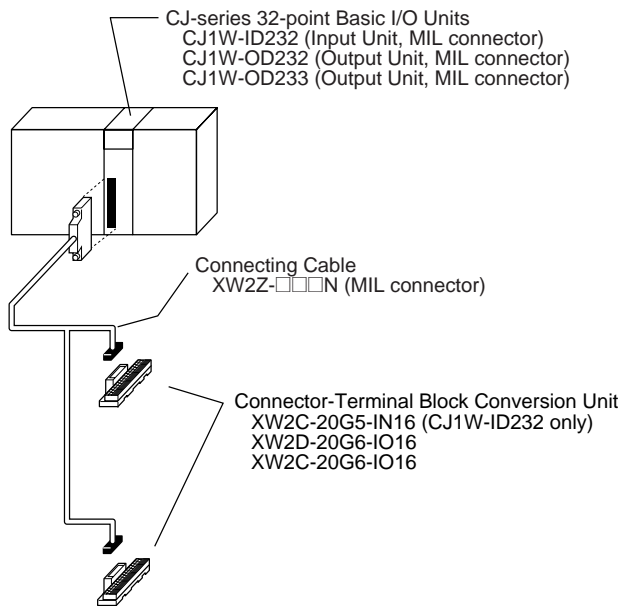 CJ-series 32-point Basic I/O Units
CJ1W-ID232 (Input Unit, MIL connector)
CJ1W-OD232 (Output Unit, MIL connector)
CJ1W-OD233 (Output Unit, MIL connector)
Connecting Cable
XW2Z-□□□N (MIL connector)
Connector-Terminal Block Conversion Unit
XW2C-20G5-IN16 (CJ1W-ID232 only)
XW2D-20G6-IO16
XW2C-20G6-IO16